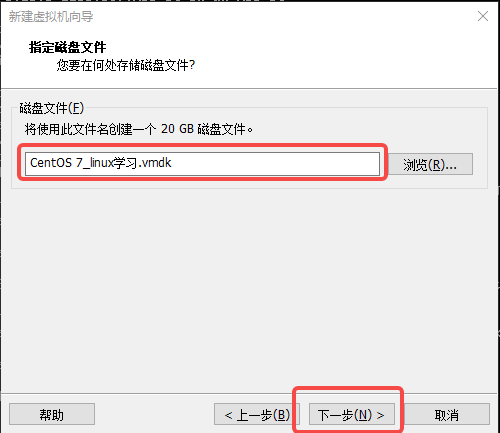 新建虚拟机向导
指定磁盘文件
您要在何处存储磁盘文件?
磁盘文件(F)
将使用此文件名创建一个 20 GB 磁盘文件。
CentOS 7_linux学习.vmdk
浏览(R)...
帮助
< 上一步(B)
下一步(N) >
取消